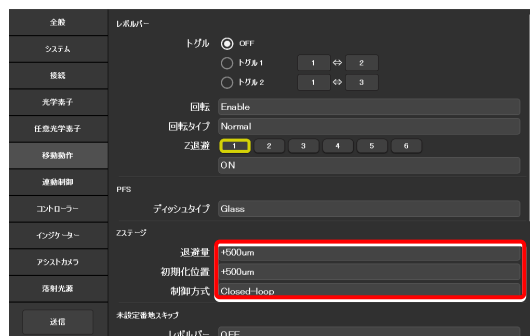 全般
システム
接続
光学素子
任意光学素子
移動動作
連動制御
コントローラー
インジケーター
アシストカメラ
落射光源
送信
レボルバー
トグル OFF
トグル1 1 ⇔ 2
トグル2 1 ⇔ 3
回転 Enable
回転タイプ Normal
Z退避 1 2 3 4 5 6
ON
PFS
ディッシュタイプ Glass
Zステージ
退避量 +500um
初期化位置 +500um
制御方式 Closed-loop
未設定番地スキップ
レボルバー OFF